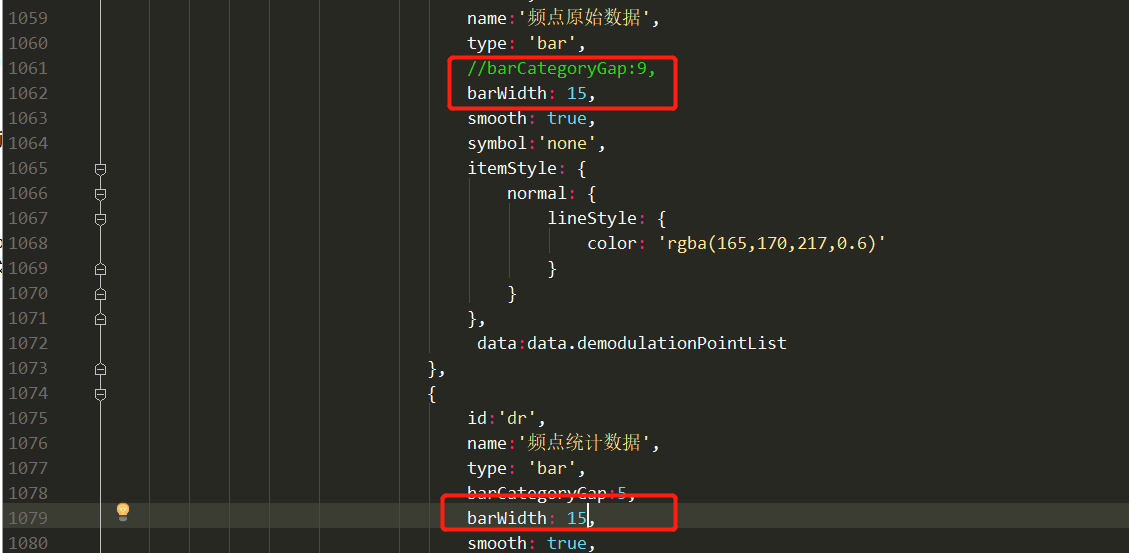 1059 name:'频点原始数据',
1060 type: 'bar',
1061 //barCategoryGap:9,
1062 barWidth: 15,
1063 smooth: true,
1064 symbol:'none',
1065 itemStyle: {
1066 normal: {
1067 lineStyle: {
1068 color: 'rgba(165,170,217,0.6)'
1069 }
1070 }
1071 },
1072 data:data.demodulationPointList
1073 },
1074 {
1075 id:'dr',
1076 name:'频点统计数据',
1077 type: 'bar',
1078 barCategoryGap:5,
1079 barWidth: 15,
1080 smooth: true,